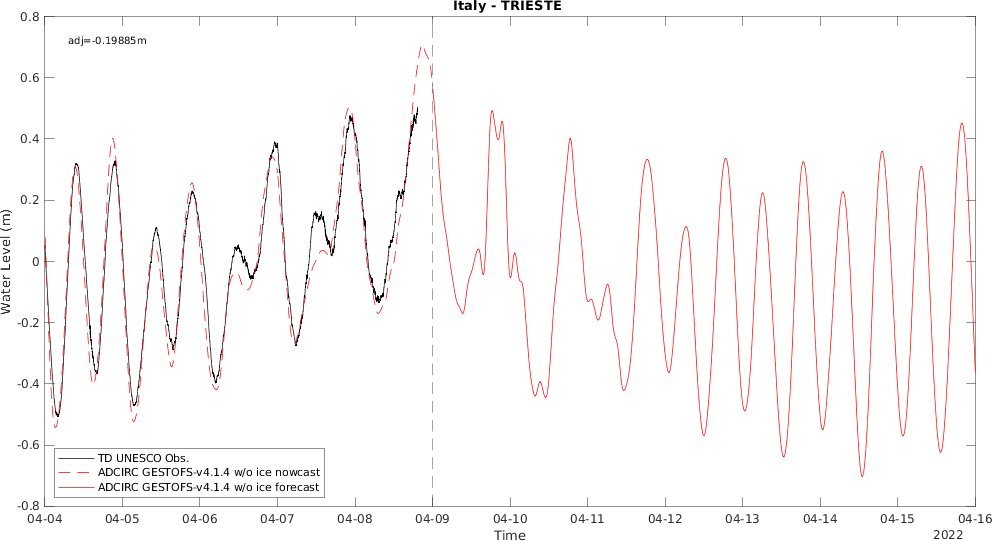 Italy - TRIESTE
adj=-0.19885m
Water Level (m)
0.8
0.6
0.4
0.2
0
-0.2
-0.4
-0.6
-0.8
TD UNESCO Obs.
ADCIRC GESTOFS-v4.1.4 w/o ice nowcast
ADCIRC GESTOFS-v4.1.4 w/o ice forecast
04-04 04-05 04-06 04-07 04-08 04-09 04-10 04-11 04-12 04-13 04-14 04-15 04-16
Time
2022